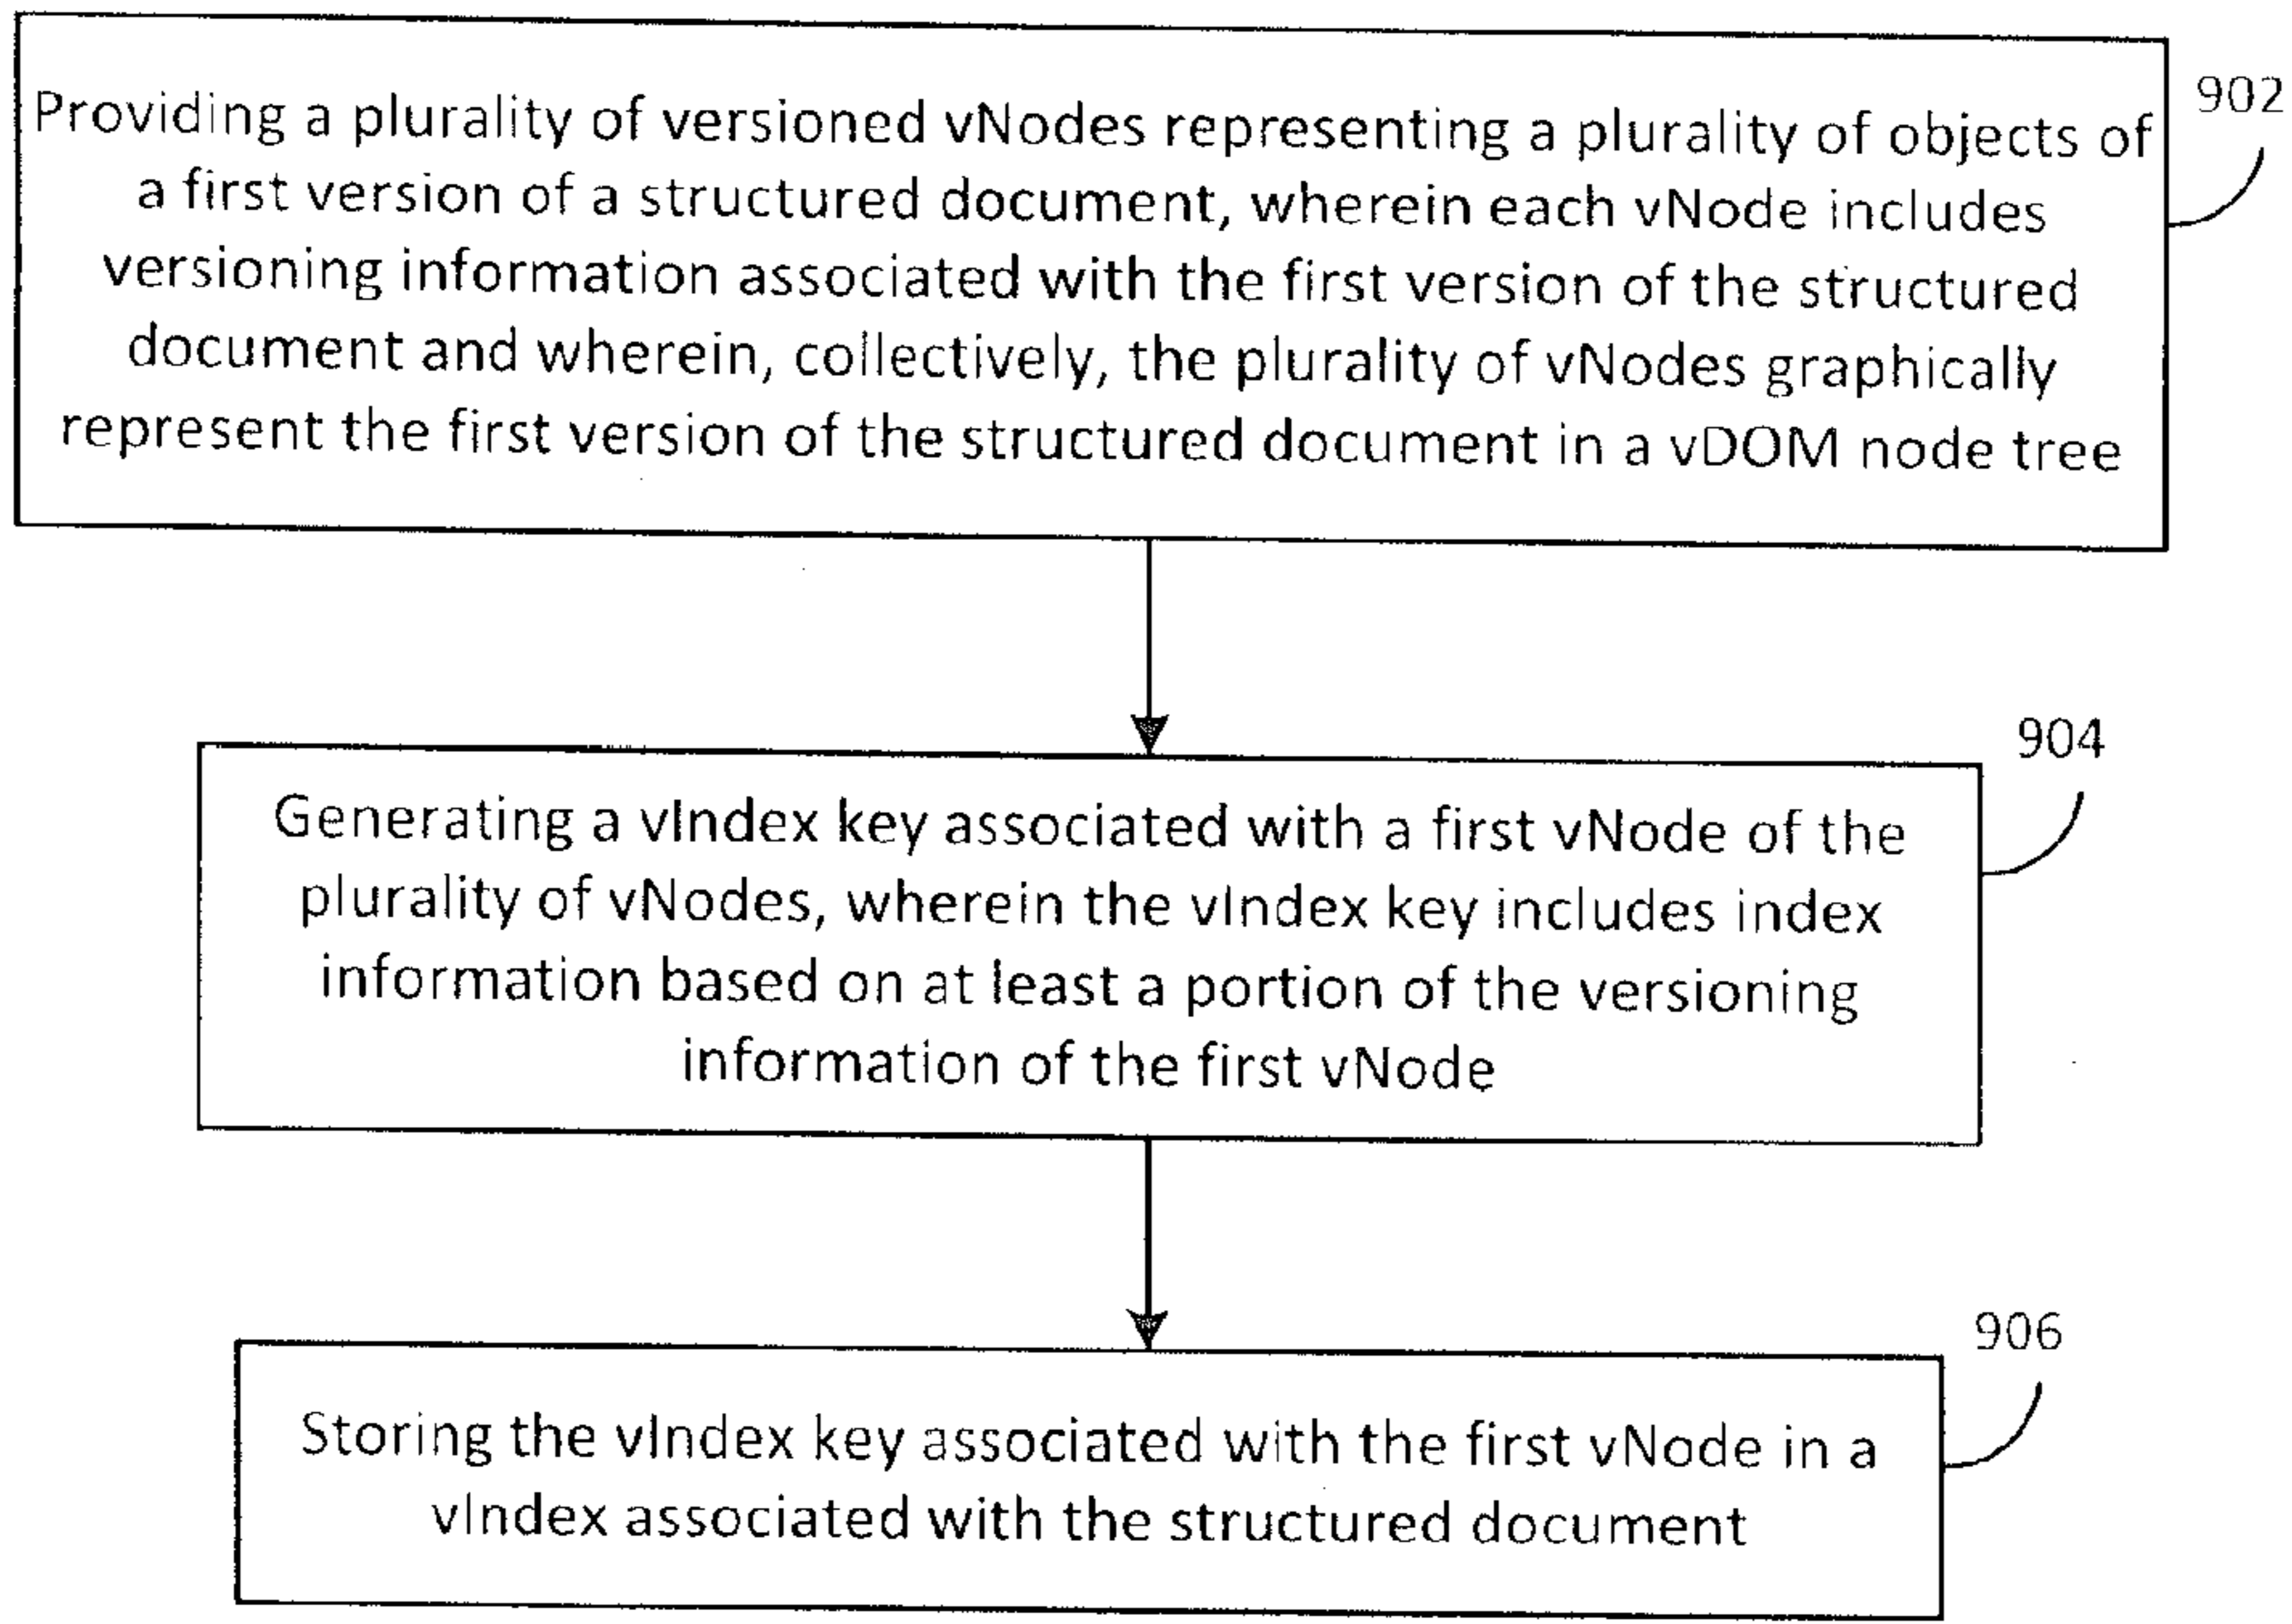 Providing a plurality of versioned vNodes representing a plurality of objects of
a first version of a structured document, wherein each vNode includes
versioning information associated with the first version of the structured
document and wherein, collectively, the plurality of vNodes graphically
represent the first version of the structured document in a vDOM node tree
902
Generating a vIndex key associated with a first vNode of the
plurality of vNodes, wherein the vIndex key includes index
information based on at least a portion of the versioning
information of the first vNode
904
Storing the vIndex key associated with the first vNode in a
vIndex associated with the structured document
906